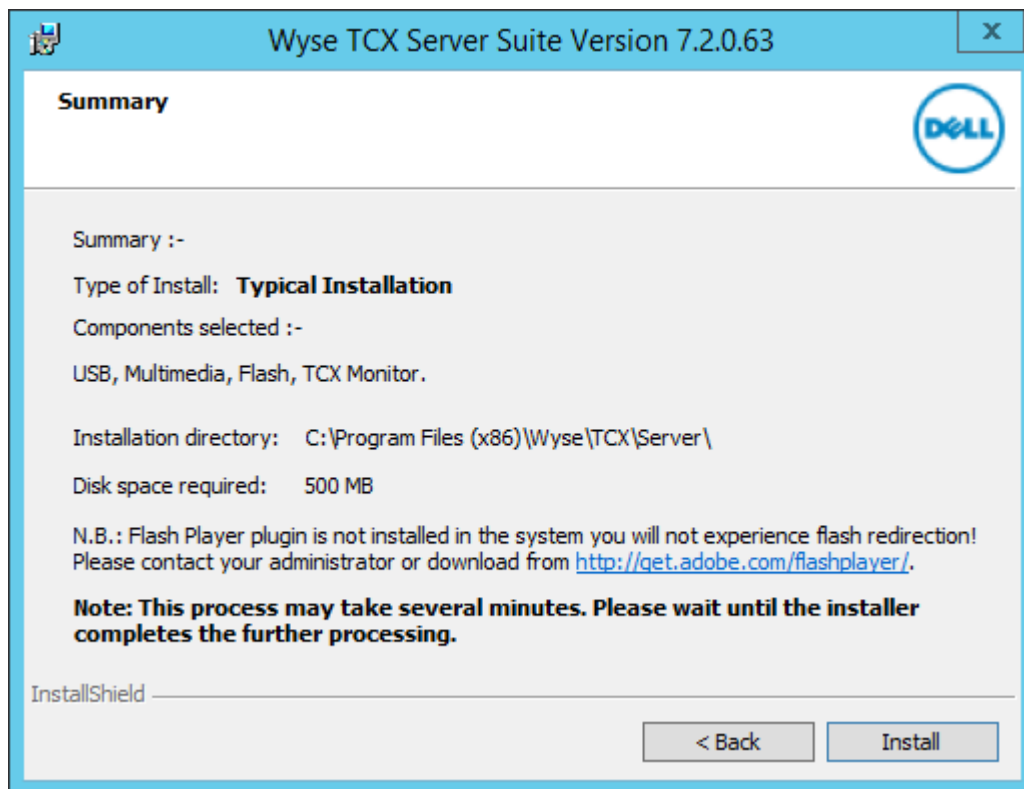 Wyse TCX Server Suite Version 7.2.0.63
x
Summary
DELL
Summary :-
Type of Install: Typical Installation
Components selected :-
USB, Multimedia, Flash, TCX Monitor.
Installation directory: C:\Program Files (x86)\Wyse\TCX\Server\
Disk space required: 500 MB
N.B.: Flash Player plugin is not installed in the system you will not experience flash redirection!
Please contact your administrator or download from http://get.adobe.com/flashplayer/.
Note: This process may take several minutes. Please wait until the installer
completes the further processing.
InstallShield
< Back Install